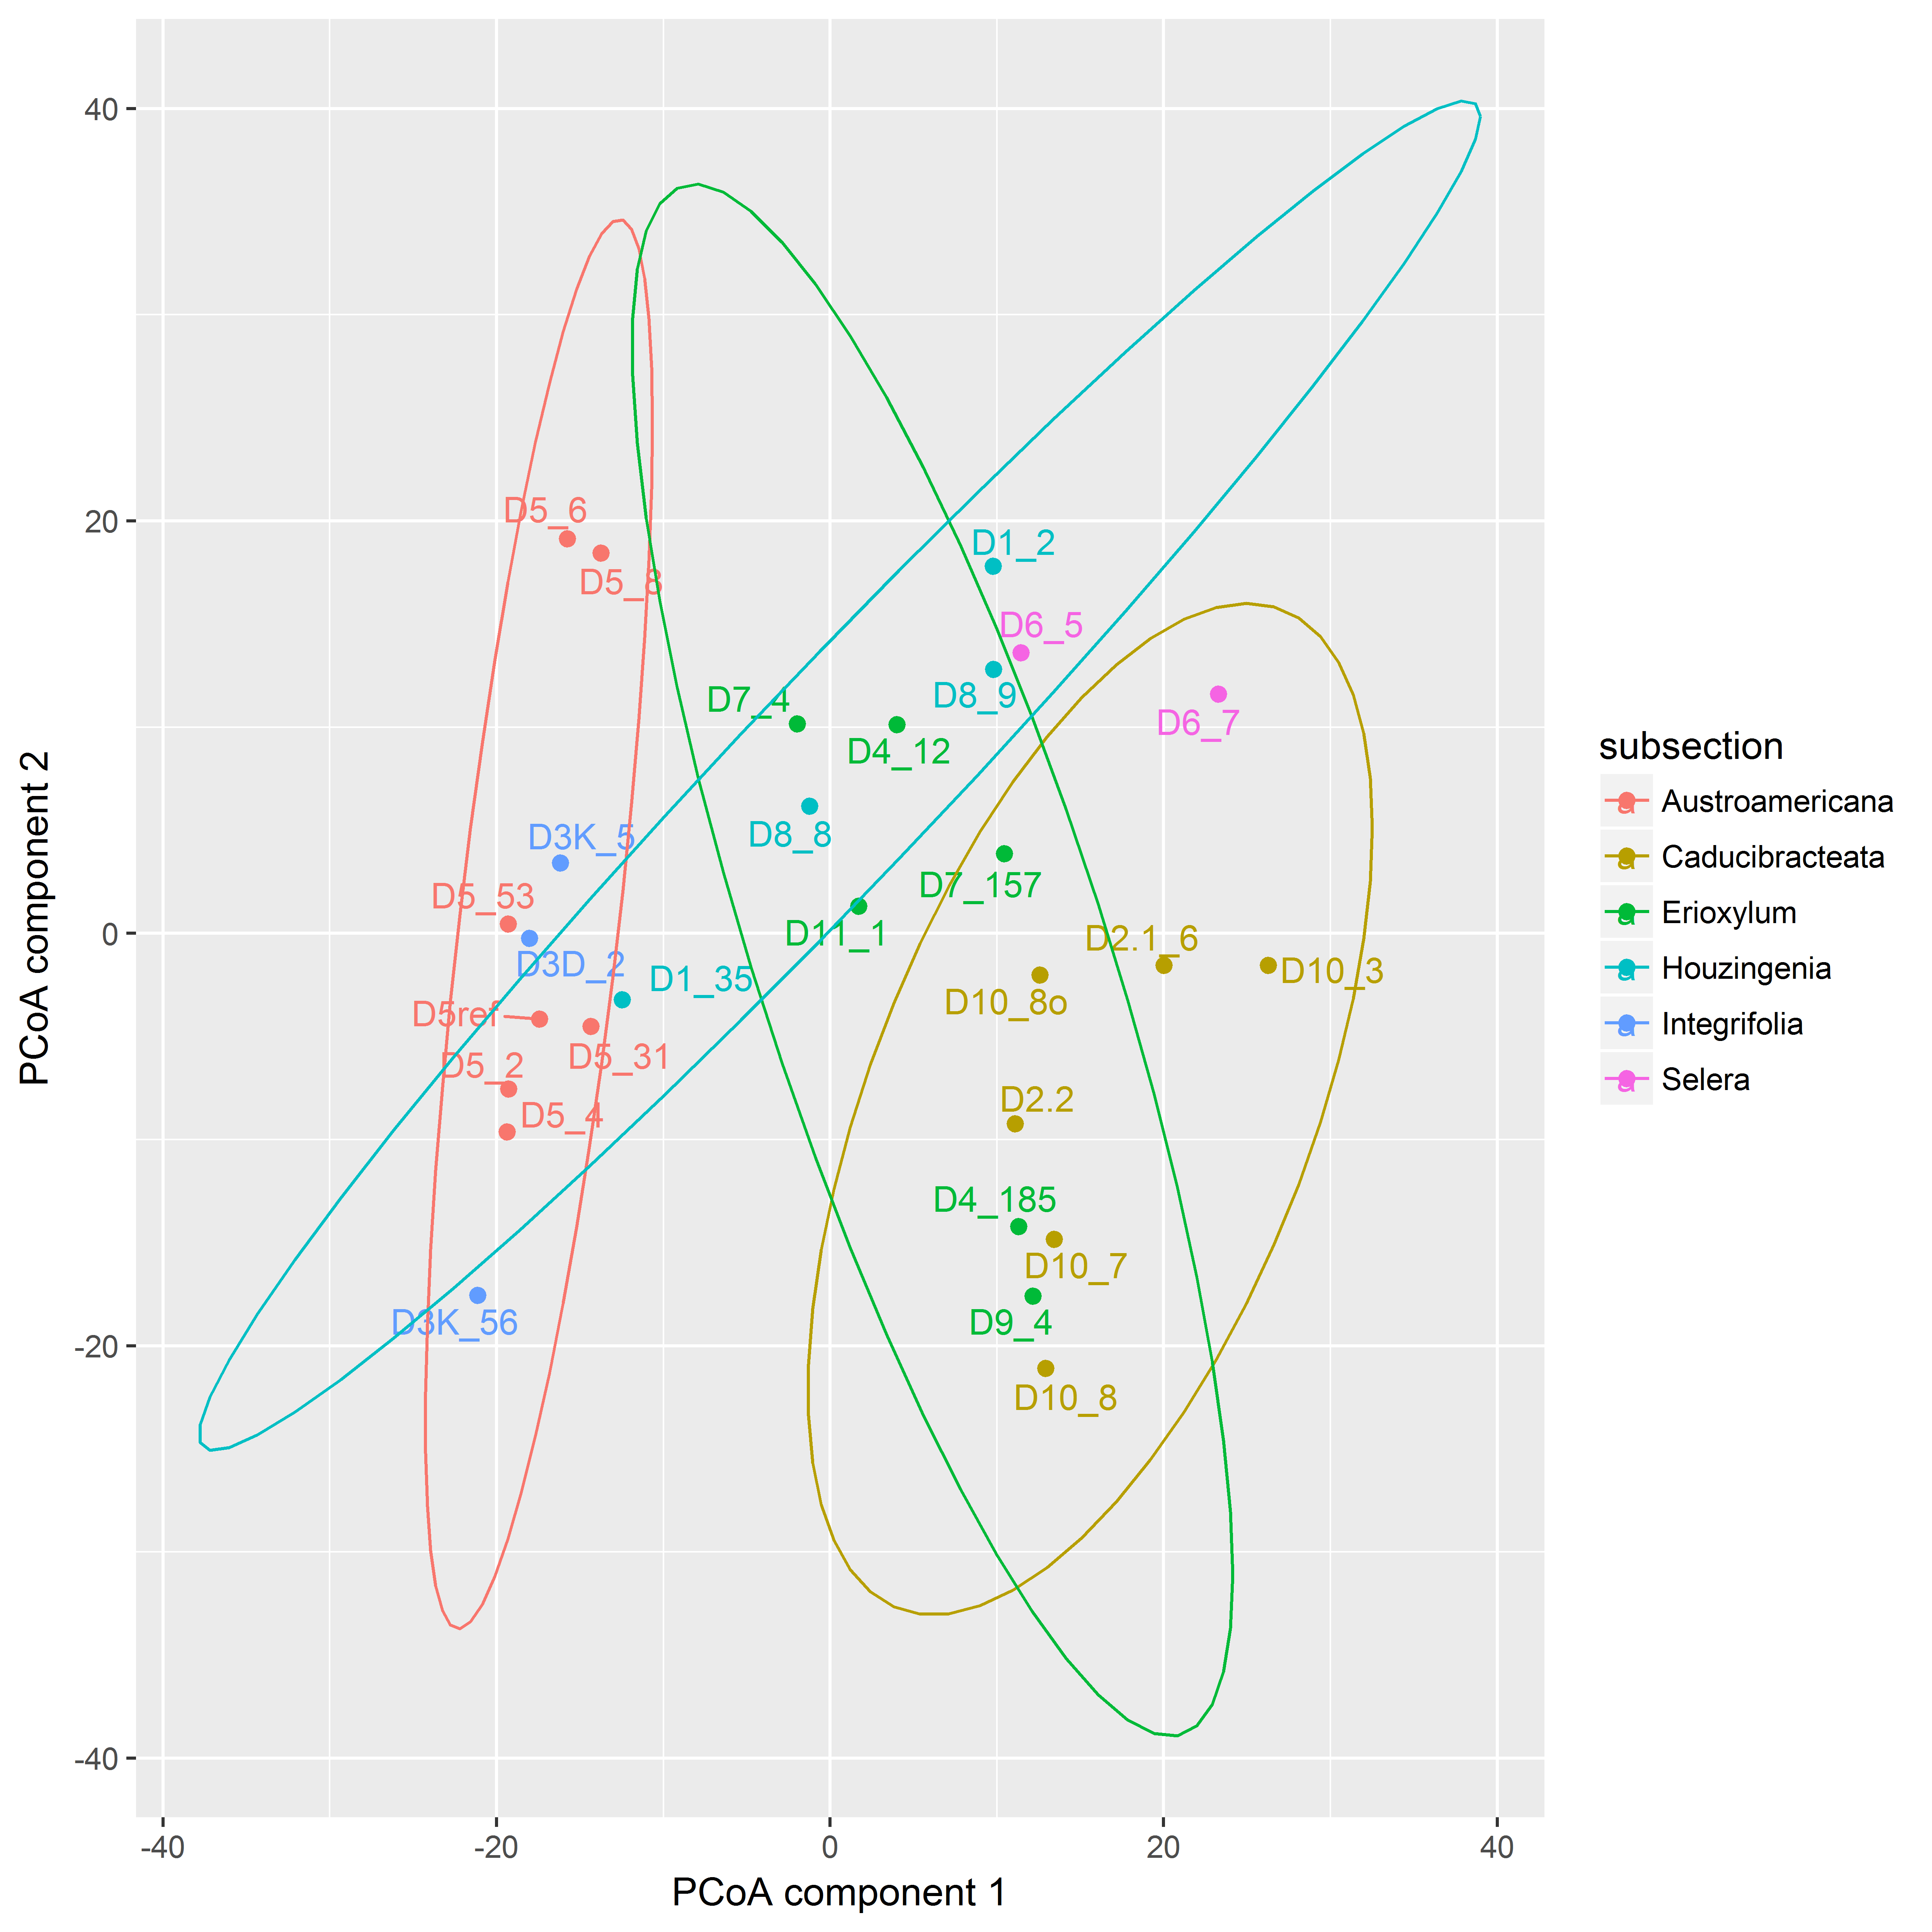 40
20
0
-20
-40
-40
-20
0
20
40
PCoA component 2
PCoA component 1
D5_6
D5_8
D1_2
D6_5
D8_9
D6_7
D7_4
D4_12
D8_8
D3K_5
D7_157
D5_53
D11_1
D2.1_6
D3D_2
D1_35
D10_3
D10_8o
D5ref
D5_31
D5_2
D2.2
D5_4
D4_185
D10_7
D3K_56
D9_4
D10_8
subsection
a Austroamericana
a Caducibracteata
a Erioxylum
a Houzingenia
a Integrifolia
a Selera